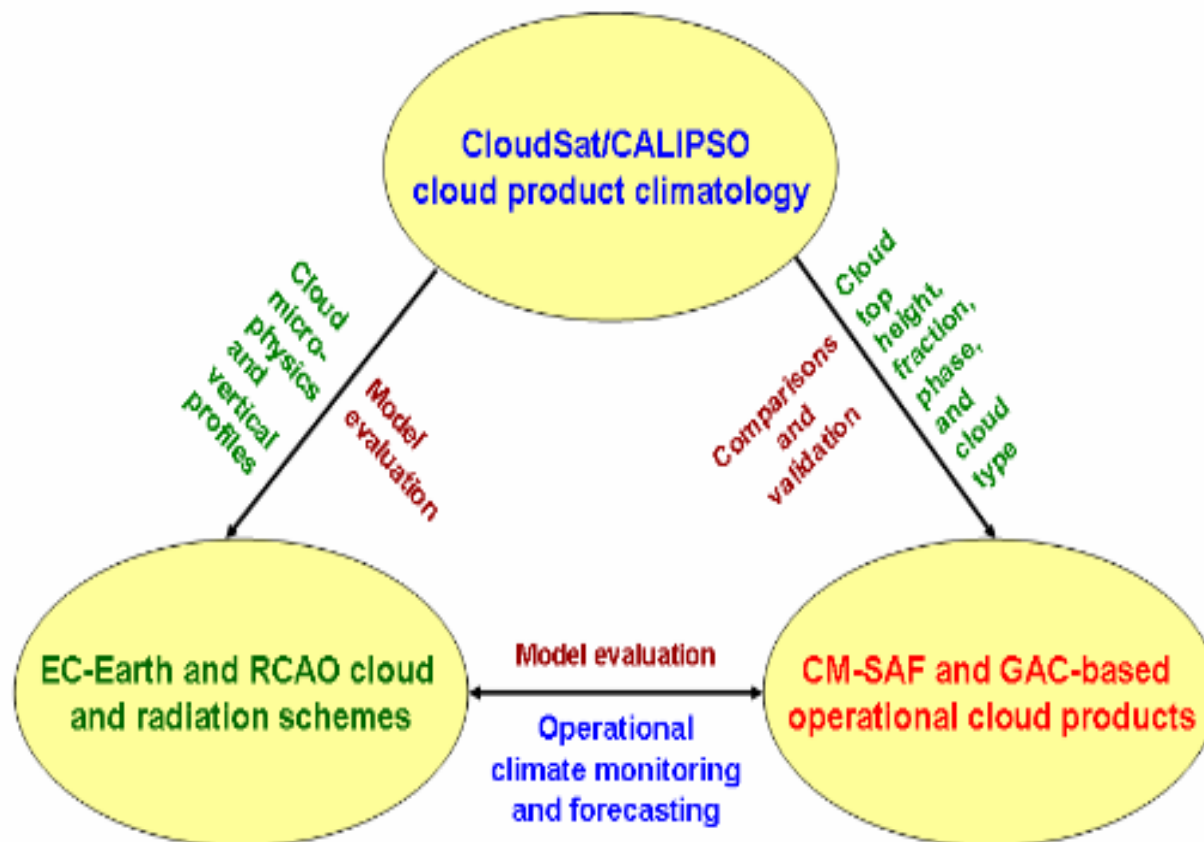 CloudSat/CALIPSO
cloud product climatology
Cloud
micro-
physics
and
vertical
profiles
Model
evaluation
Comparisons
and
validation
Cloud
top
height,
fraction,
phase,
and
cloud
type
EC-Earth and RCAO cloud
and radiation schemes
Model evaluation
Operational
climate monitoring
and forecasting
CM-SAF and GAC-based
operational cloud products